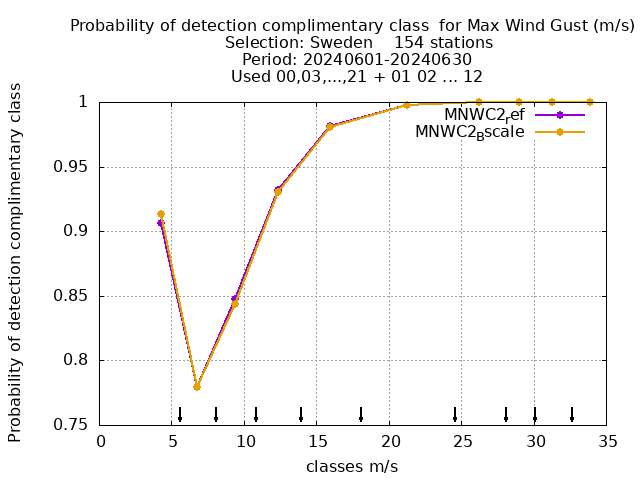 Probability of detection complimentary class  for Max Wind Gust (m/s)
Selection: Sweden    154 stations
Period: 20240601-20240630
Used 00,03,...,21 + 01 02 ... 12
Probability of detection complimentary class
1
0.95
0.9
0.85
0.8
0.75
MNWC2ref
MNWC2Bscale
0 5 10 15 20 25 30 35
classes m/s